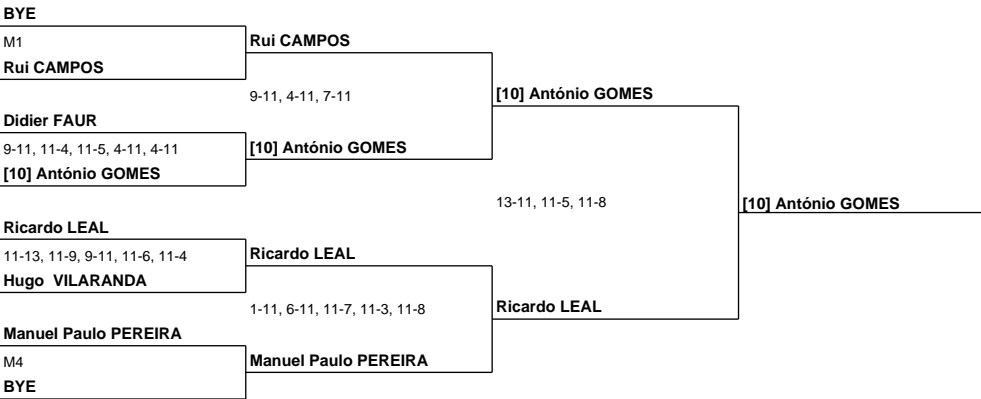 BYE
M1
Rui CAMPOS
Rui CAMPOS
9-11, 4-11, 7-11
[10] António GOMES
Didier FAUR
9-11, 11-4, 11-5, 4-11, 4-11
[10] António GOMES
[10] António GOMES
13-11, 11-5, 11-8
[10] António GOMES
Ricardo LEAL
11-13, 11-9, 9-11, 11-6, 11-4
Hugo VILARANDA
Ricardo LEAL
1-11, 6-11, 11-7, 11-3, 11-8
Ricardo LEAL
Manuel Paulo PEREIRA
M4
BYE
Manuel Paulo PEREIRA